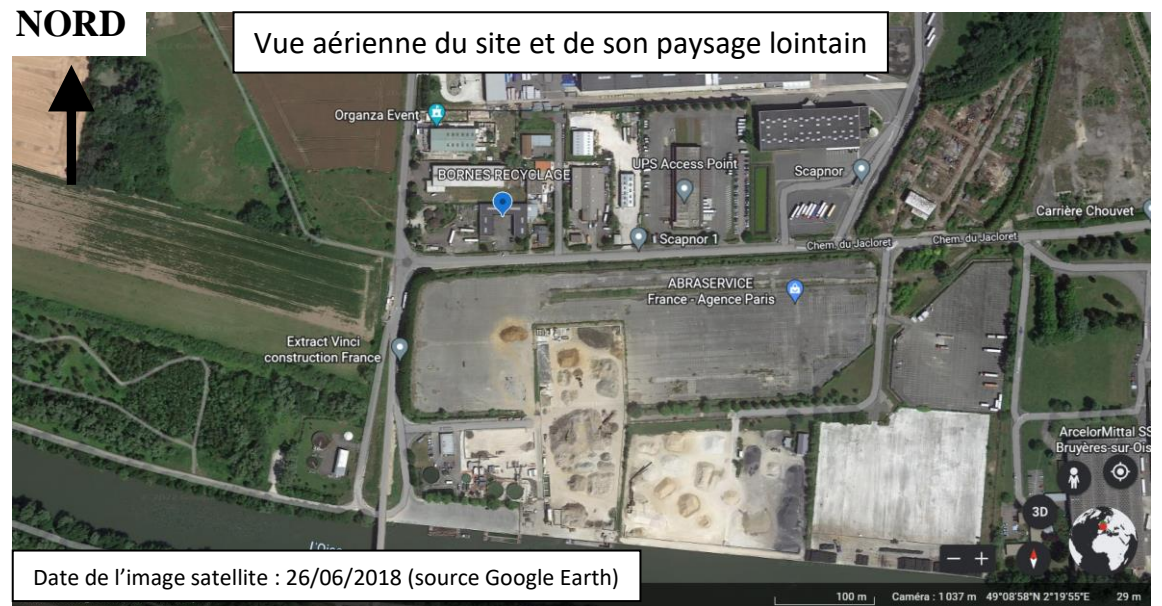 NORD
Vue aérienne du site et de son paysage lointain
Organza Event
BORNES RECYCLAGE
UPS Access Point
Scapnor
Carrière Chouvet
Scapnor 1
Chem. du Jacloret
Chem. du Jacloret
ABRASERVICE
France - Agence Paris
Extract Vinci
construction France
ArcelorMittal SS
Bruyères-sur-Ois
3D
L'Oise
Date de l'image satellite : 26/06/2018 (source Google Earth)
100 m
Caméra : 1 037 m 49°08'58"N 2°19'55"E
29 m